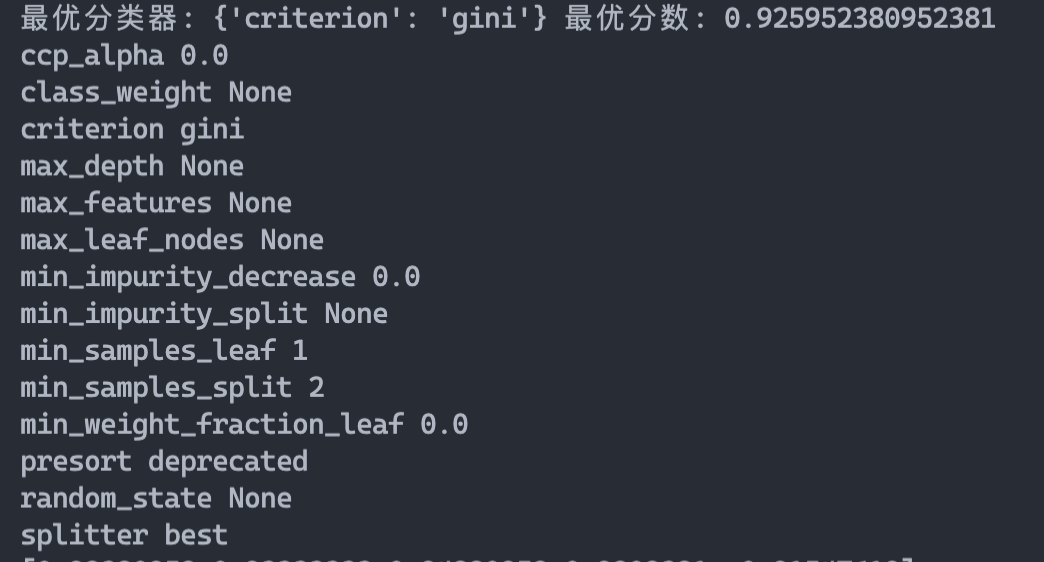 最优分类器: {'criterion': 'gini'} 最优分数: 0.925952380952381
ccp_alpha 0.0
class_weight None
criterion gini
max_depth None
max_features None
max_leaf_nodes None
min_impurity_decrease 0.0
min_impurity_split None
min_samples_leaf 1
min_samples_split 2
min_weight_fraction_leaf 0.0
presort deprecated
random_state None
splitter best